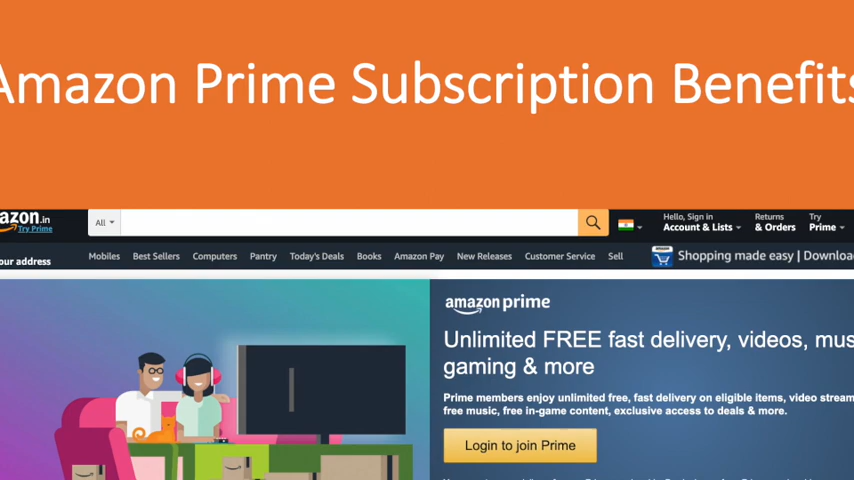 Amazon Prime Subscription Benefits
azon.in
Try Prime
All
Hello, Sign in
Account & Lists
Returns
& Orders
Try
Prime
our address
Mobiles Best Sellers Computers Pantry Today's Deals Books Amazon Pay New Releases Customer Service Sell
Shopping made easy | Downloa
amazon prime
Unlimited FREE fast delivery, videos, mus
gaming & more
Prime members enjoy unlimited free, fast delivery on eligible items, video stream
free music, free in-game content, exclusive access to deals & more.
Login to join Prime